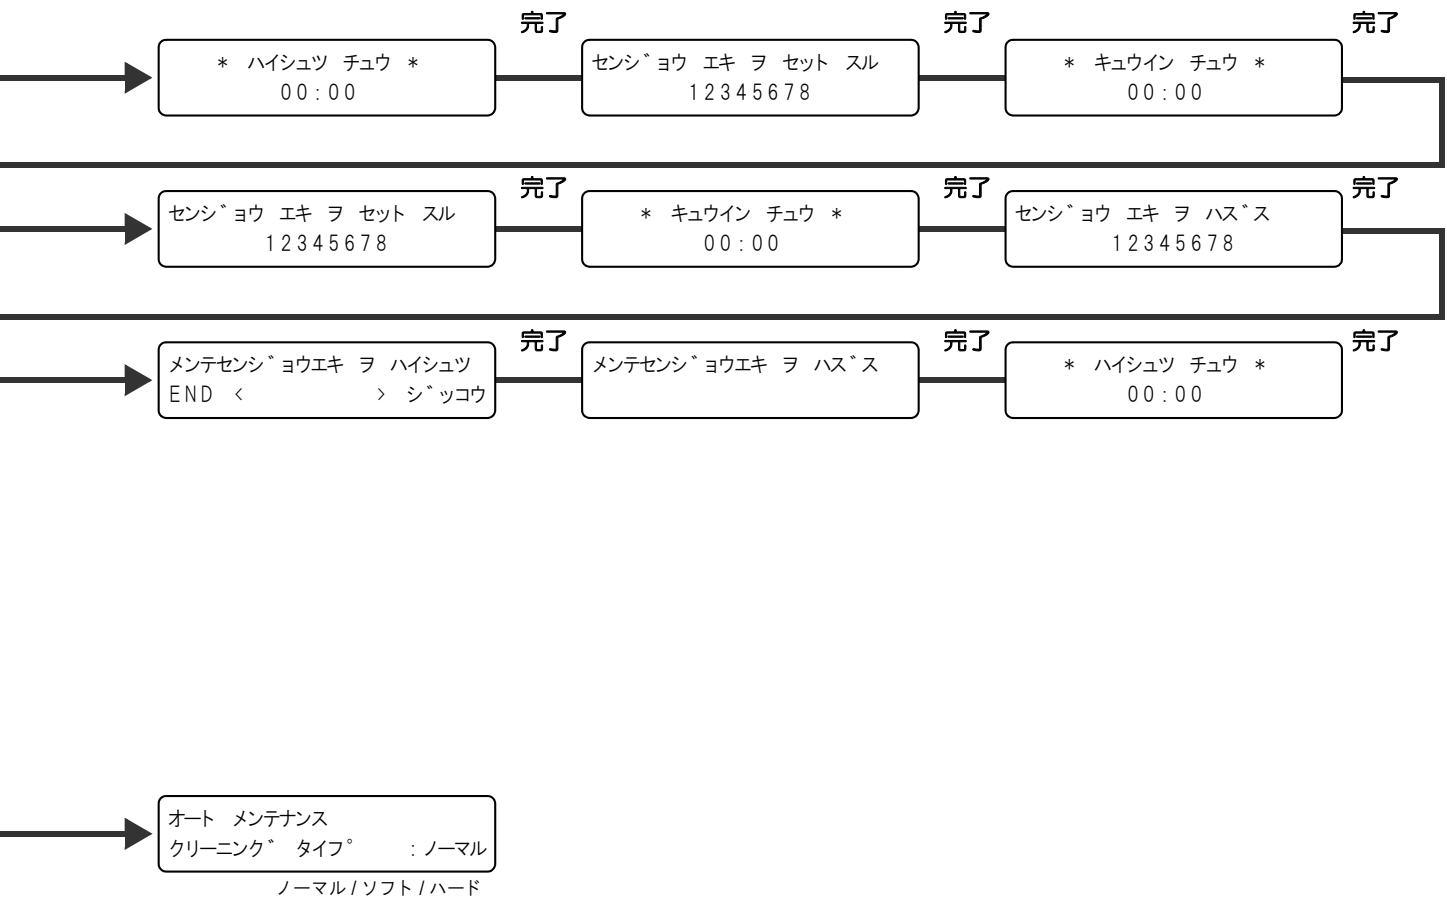 完了 完了 完了
* ハイシュツ チュウ *
00:00
センシ゛ョウ エキ ヲ セット スル
12345678
* キュウイン チュウ *
00:00
完了 完了 完了
センシ゛ョウ エキ ヲ セット スル
12345678
* キュウイン チュウ *
00:00
センシ゛ョウ エキ ヲ ハス゛ス
12345678
完了 完了 完了
メンテセンシ゛ョウエキ ヲ ハイシュツ
END < > シ゛ッコウ
メンテセンシ゛ョウエキ ヲ ハス゛ス
* ハイシュツ チュウ *
00:00
オート メンテナンス
クリーニンク゛ タイフ゜ :ノーマル
ノーマル/ソフト/ハード